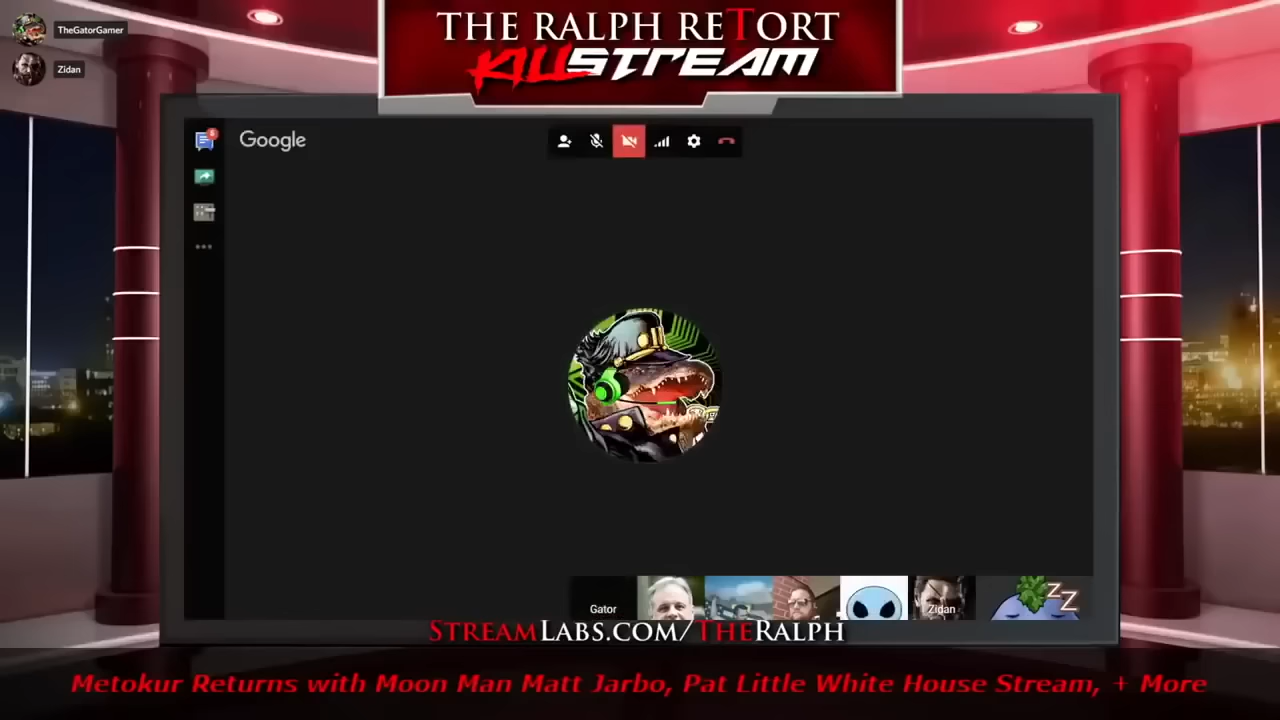 TheGatorGamer
Zidan
THE RALPH RETORT
KILLSTREAM
6
Google
Gator
Zidan
Z
Z
STREAMLABS.COM/THERALPH
Metokur Returns with Moon Man Matt Jarbo, Pat Little White House Stream, + More